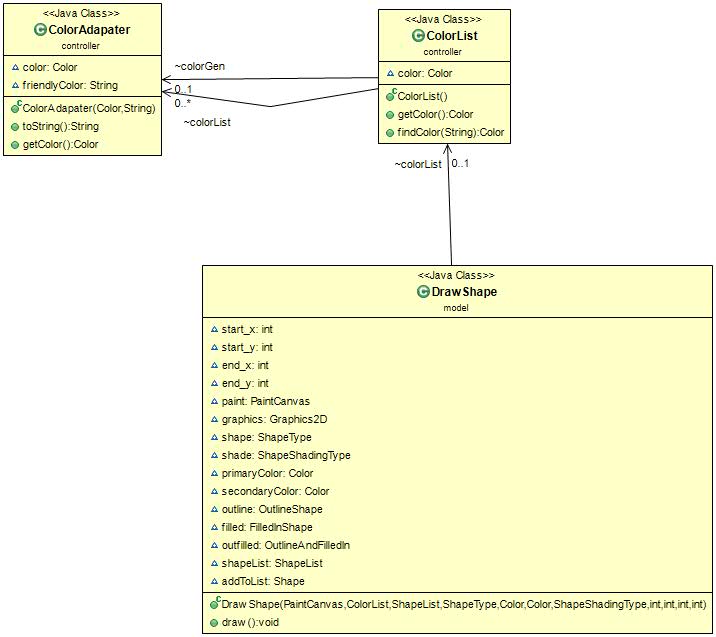 <<Java Class>>
ColorAdapater
controller
color: Color
friendlyColor: String
ColorAdapater(Color,String)
toString():String
getColor():Color
~colorGen
0..1
0..*
~colorList
<<Java Class>>
ColorList
controller
color: Color
ColorList()
getColor():Color
findColor(String):Color
~colorList
0..1
<<Java Class>>
DrawShape
model
start_x: int
start_y: int
end_x: int
end_y: int
paint: PaintCanvas
graphics: Graphics2D
shape: ShapeType
shade: ShapeShadingType
primaryColor: Color
secondaryColor: Color
outline: OutlineShape
filled: FilledInShape
outfilled: OutlineAndFilledIn
shapeList: ShapeList
addToList: Shape
DrawShape(PaintCanvas,ColorList,ShapeList,ShapeType,Color,Color,ShapeShadingType,int,int,int,int)
draw():void